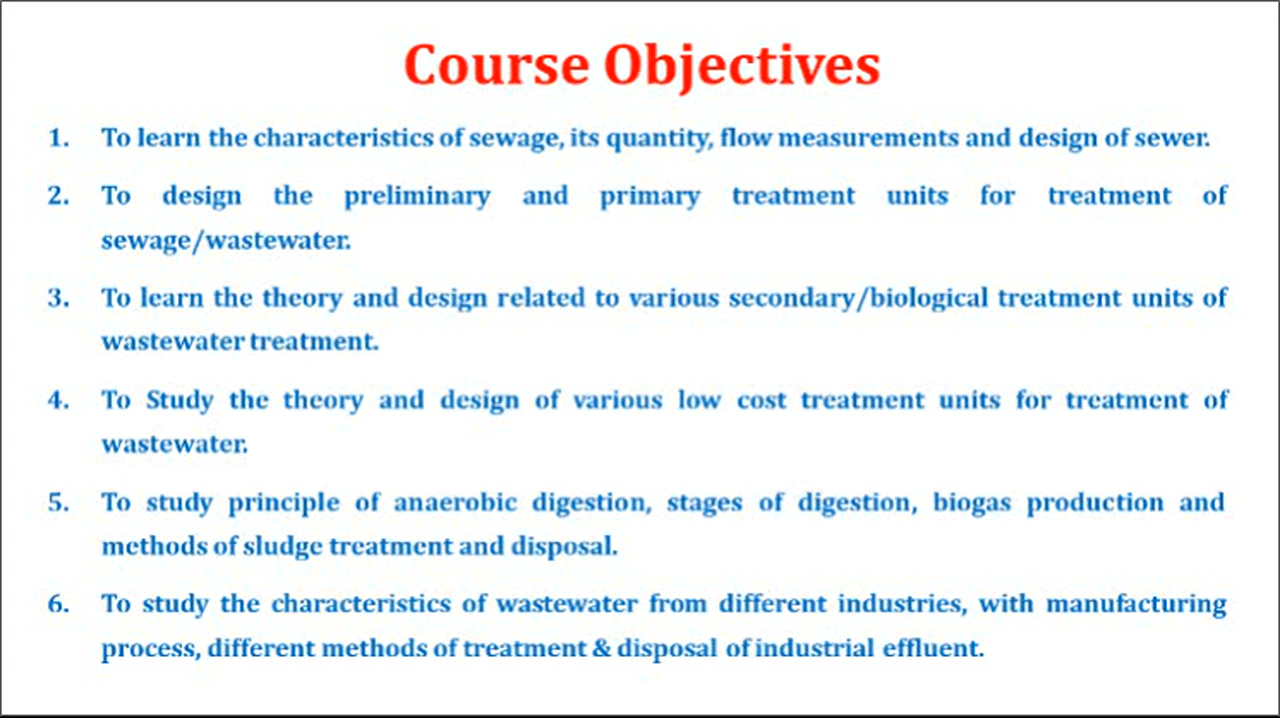 Course Objectives
1. To learn the characteristics of sewage, its quantity, flow measurements and design of sewer.
2. To design the preliminary and primary treatment units for treatment of
sewage/wastewater.
3. To learn the theory and design related to various secondary/biological treatment units of
wastewater treatment.
4. To Study the theory and design of various low cost treatment units for treatment of
wastewater.
5. To study principle of anaerobic digestion, stages of digestion, biogas production and
methods of sludge treatment and disposal.
6. To study the characteristics of wastewater from different industries, with manufacturing
process, different methods of treatment & disposal of industrial effluent.